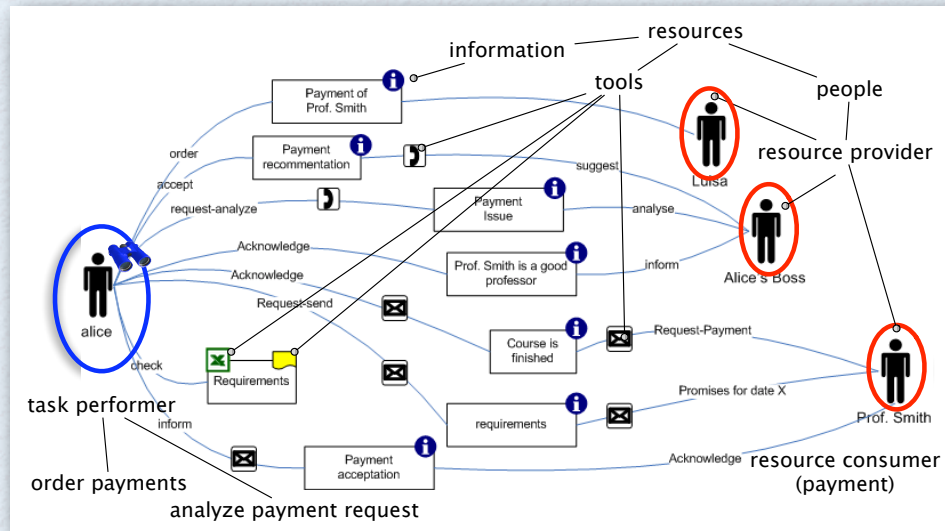 resources
information
tools
people
Payment of
Prof. Smith
resource provider
Luisa
order
Payment
recommentation
suggest
accept
request-analyze
Payment
Issue
analyse
Acknowledge
Prof. Smith is a good
professor
inform
Alice's Boss
Acknowledge
Request-send
alice
Course is
finished
Request-Payment
check
Requirements
Promises for date X
task performer
requirements
Prof. Smith
inform
Payment
acceptation
Acknowledge
resource consumer
(payment)
order payments
analyze payment request